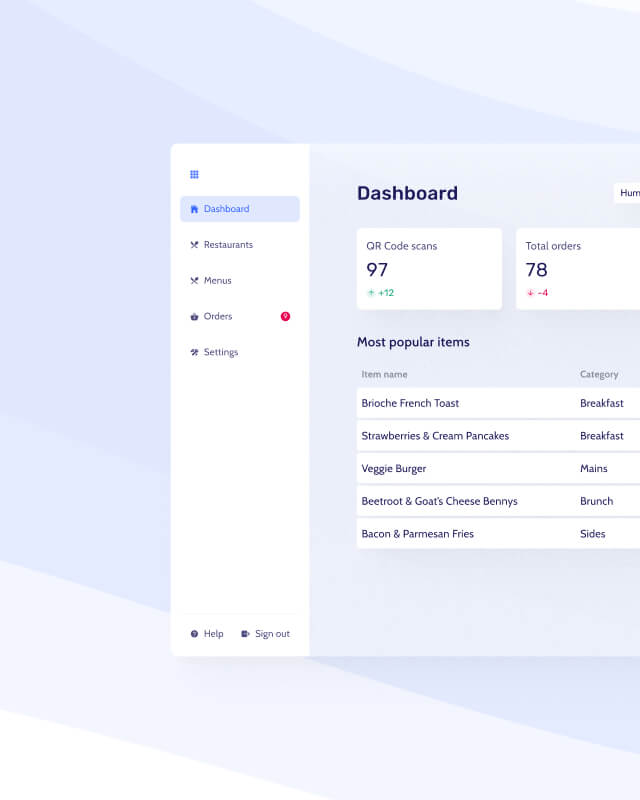 Dashboard
Restaurants
Menus
Orders
9
Settings
Help
Sign out
Dashboard
QR Code scans
97
+12
Total orders
78
-4
Most popular items
Item name
Category
Brioche French Toast
Breakfast
Strawberries & Cream Pancakes
Breakfast
Veggie Burger
Mains
Beetroot & Goat's Cheese Bennys
Brunch
Bacon & Parmesan Fries
Sides